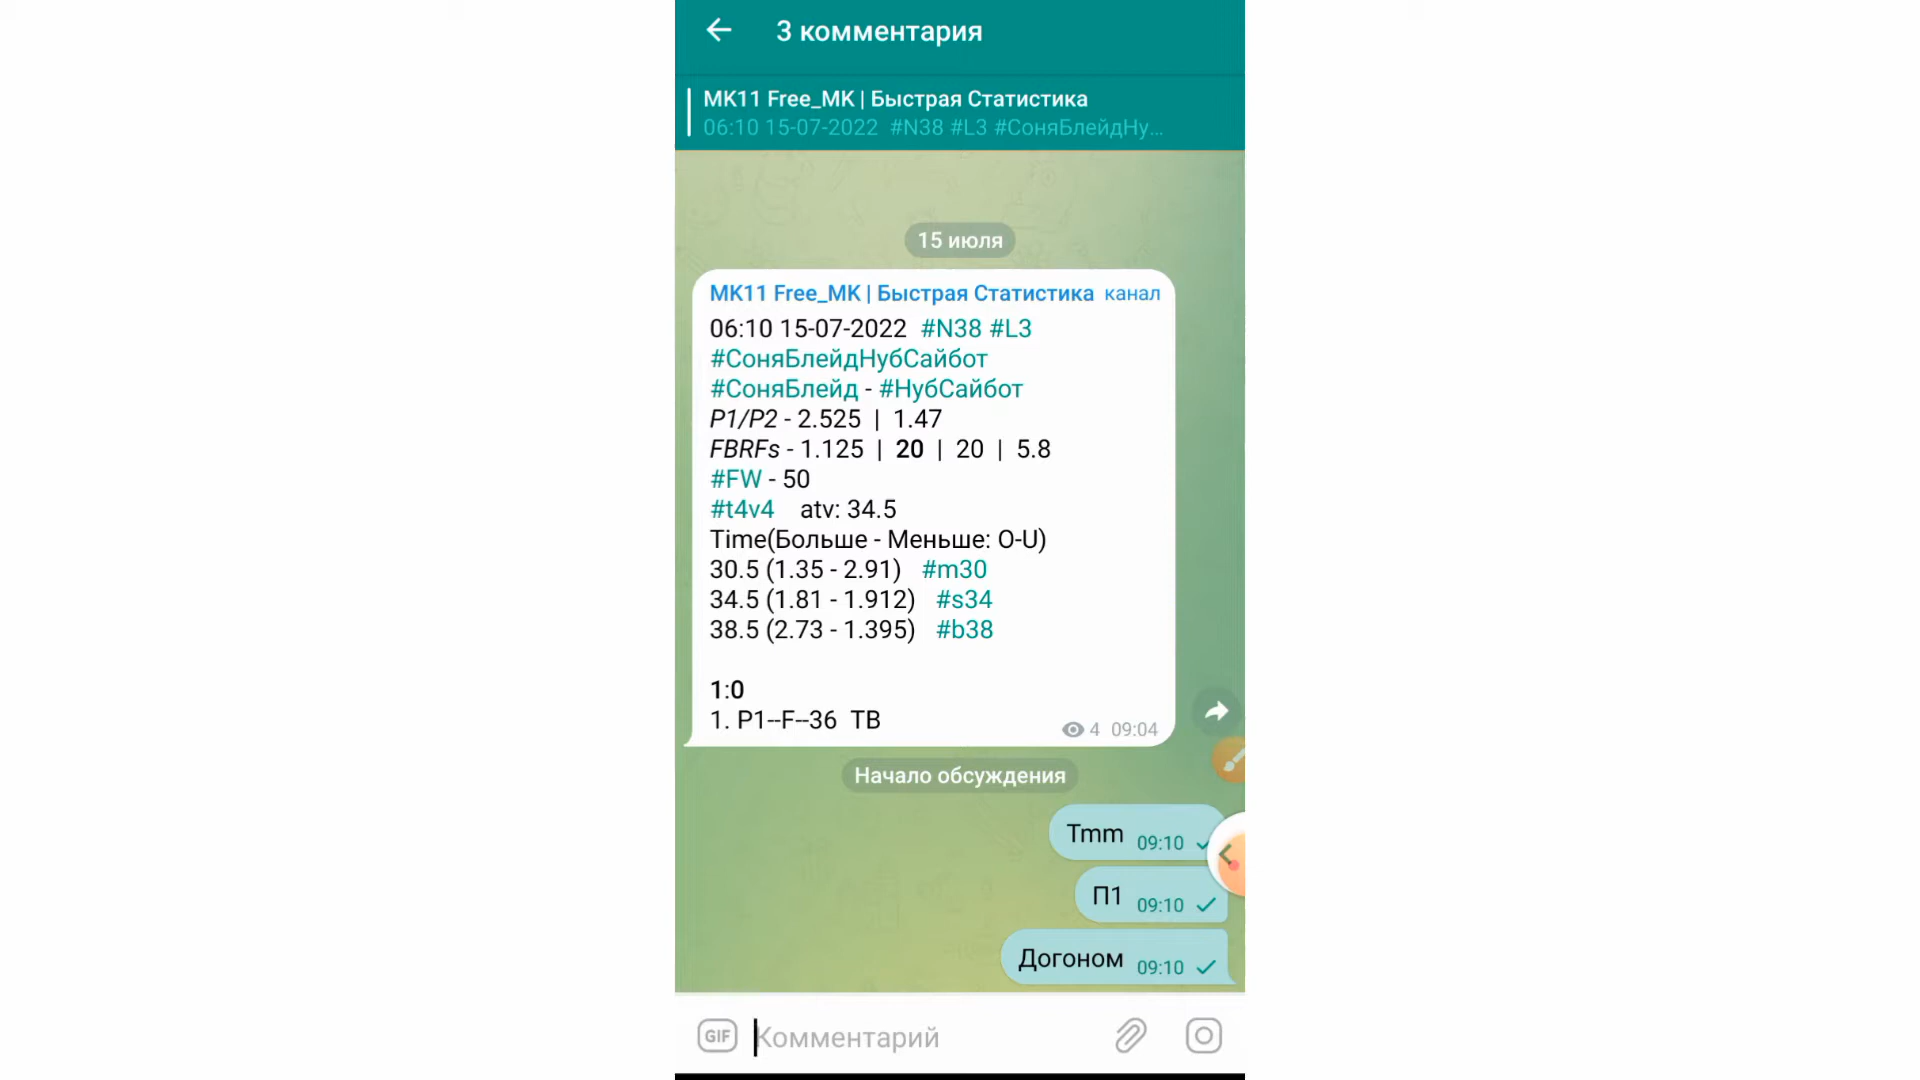 3 комментария
MK11 Free_MK | Быстрая Статистика
06:10 15-07-2022 #N38 #L3 #СоняБлейдНу...
15 июля
MK11 Free_MK | Быстрая Статистика канал
06:10 15-07-2022 #N38 #L3
#СоняБлейдНубСайбот
#СоняБлейд - #НубСайбот
P1/P2 - 2.525 | 1.47
FBRFs - 1.125 | 20 | 20 | 5.8
#FW - 50
#t4v4 atv: 34.5
Time(Больше - Меньше: O-U)
30.5 (1.35 - 2.91) #m30
34.5 (1.81 - 1.912) #s34
38.5 (2.73 - 1.395) #b38
1:0
1. P1--F--36 ТВ
4 09:04
Начало обсуждения
Tmm 09:10
П1 09:10
Догоном 09:10
GIF Комментарий